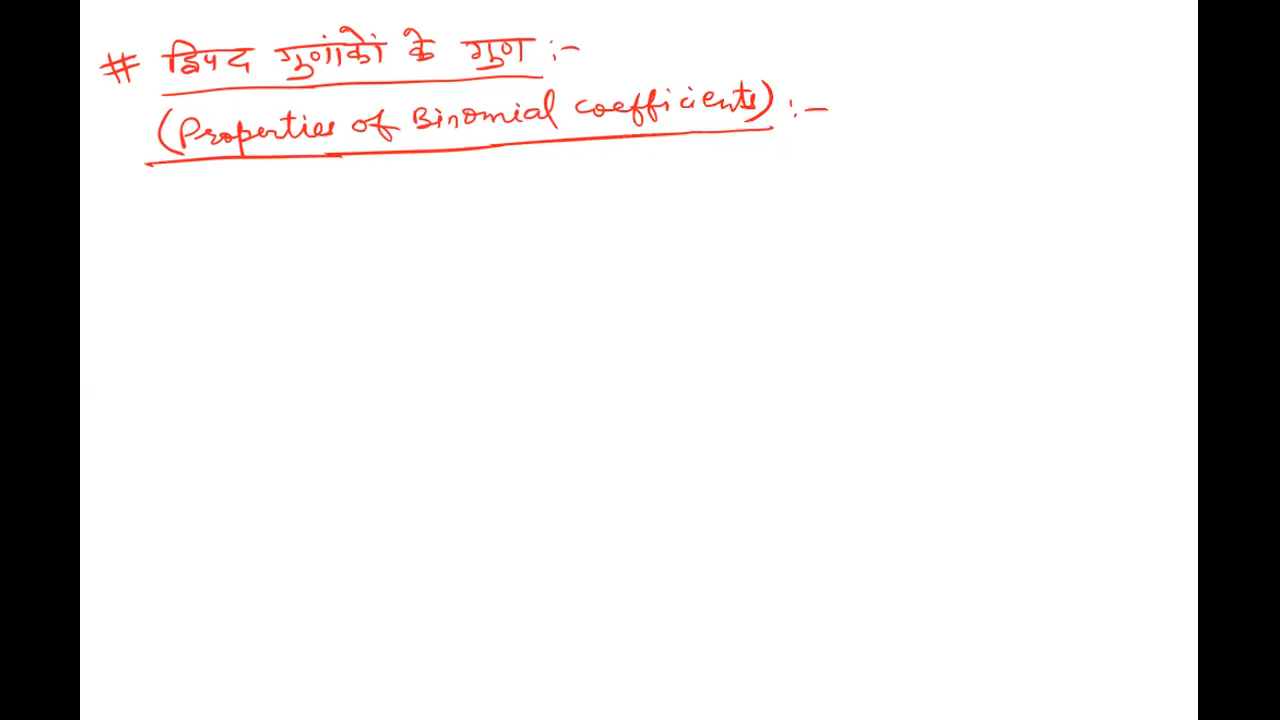 # द्विपद गुणांकों के गुण :-
(Properties of Binomial coefficients) :-